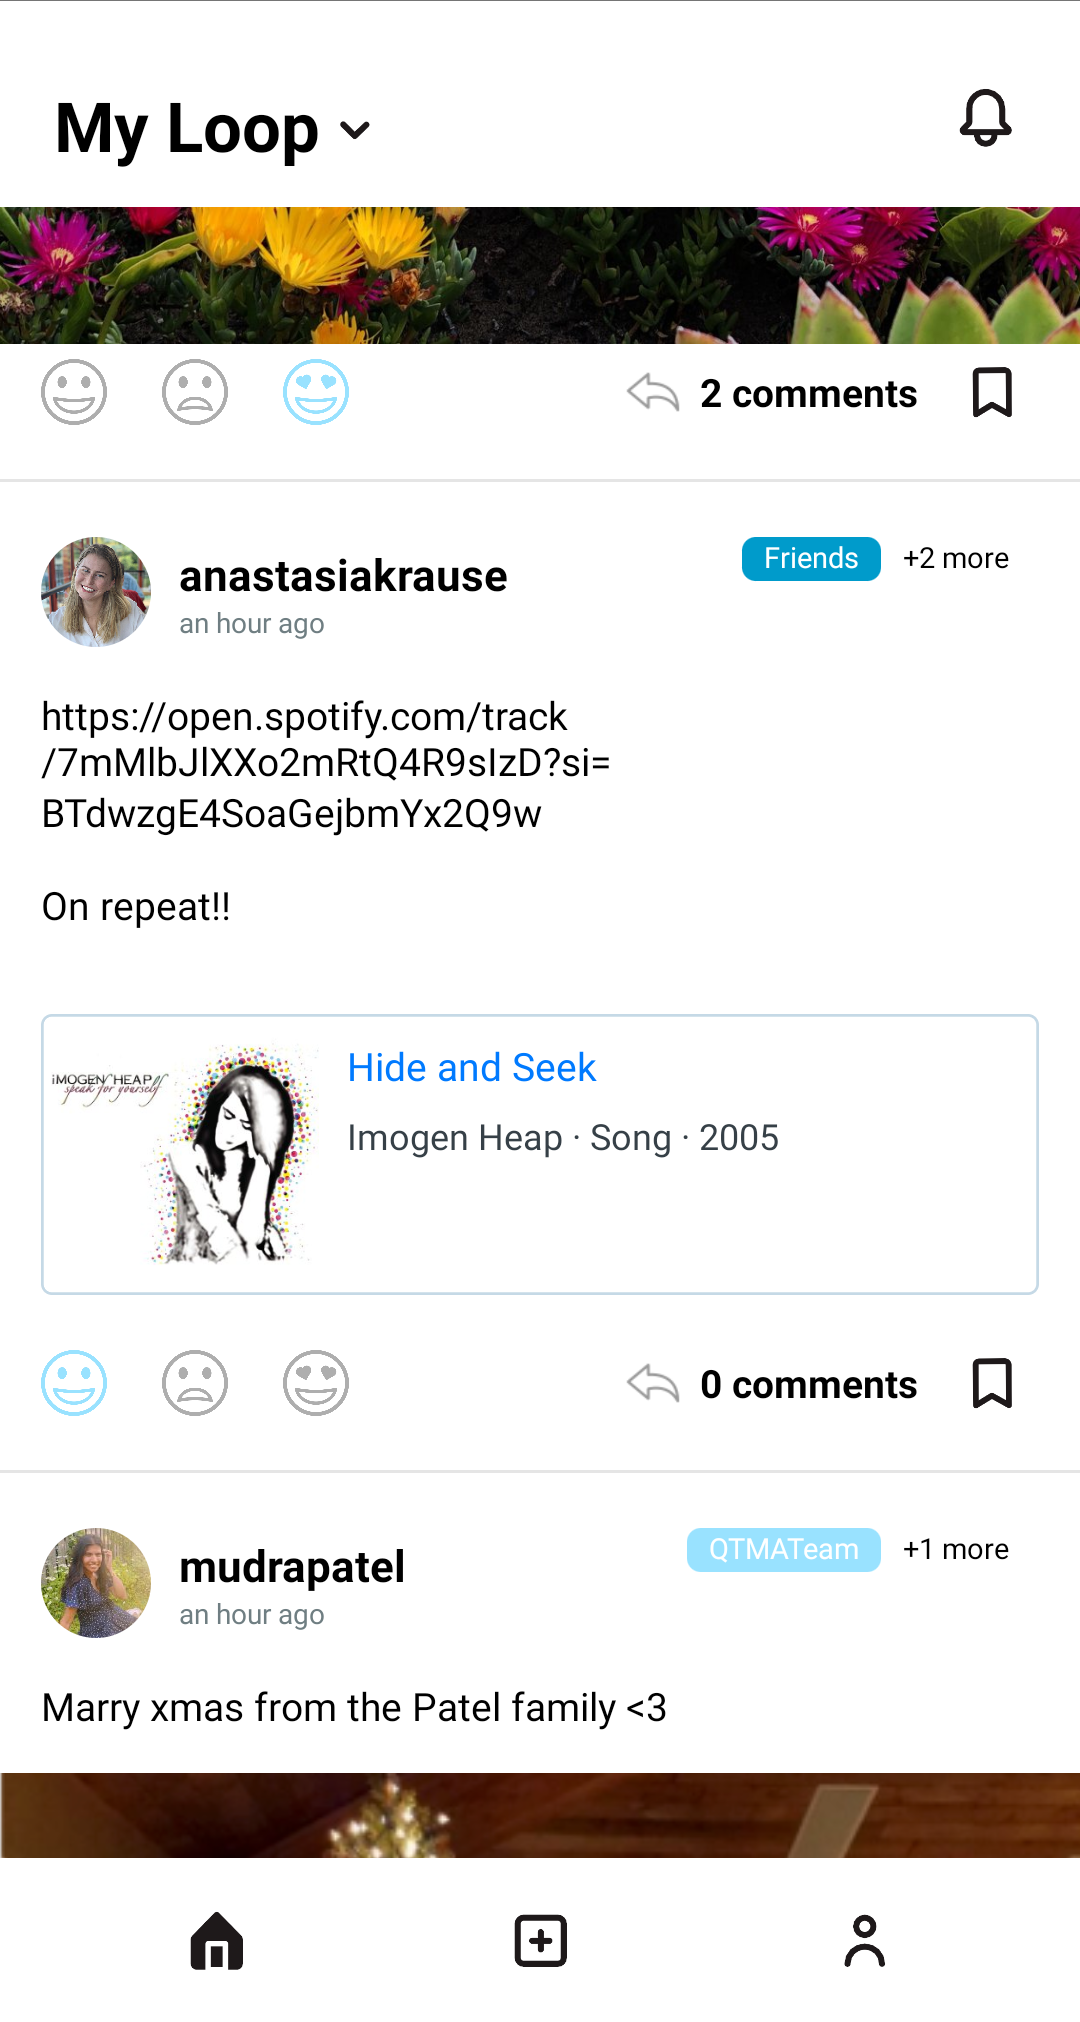 My Loop
2 comments
anastasiakrause
Friends
+2 more
an hour ago
https://open.spotify.com/track
/7mMlbJlXXo2mRtQ4R9sIzD?si=
BTdwzgE4SoaGejbmYx2Q9w
On repeat!!
iMOGEN HEAP
speak for yourself
Hide and Seek
Imogen Heap · Song · 2005
0 comments
mudrapatel
QTMATeam
+1 more
an hour ago
Marry xmas from the Patel family <3